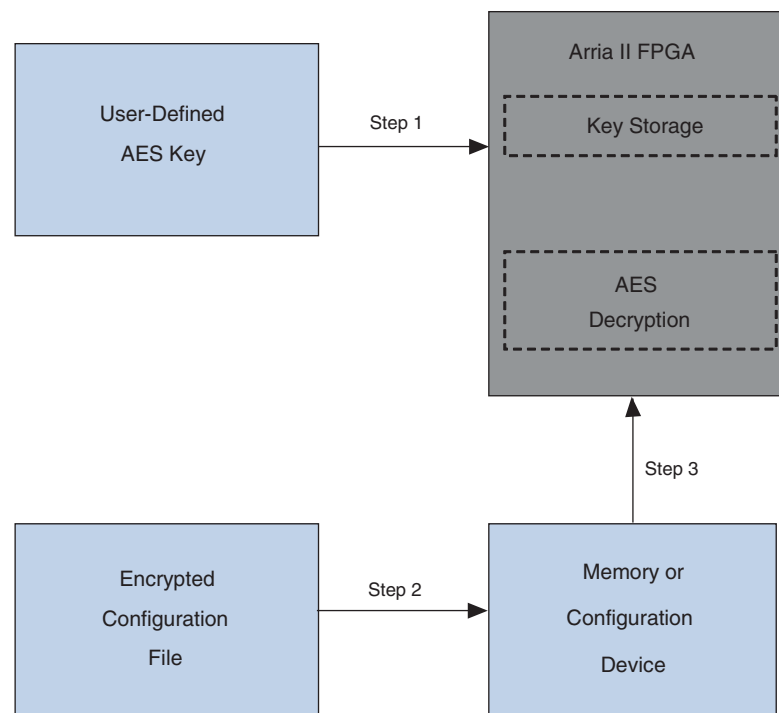 Arria II FPGA
User-Defined
AES Key
Step 1
Key Storage
AES
Decryption
Step 3
Encrypted
Configuration
File
Step 2
Memory or
Configuration
Device